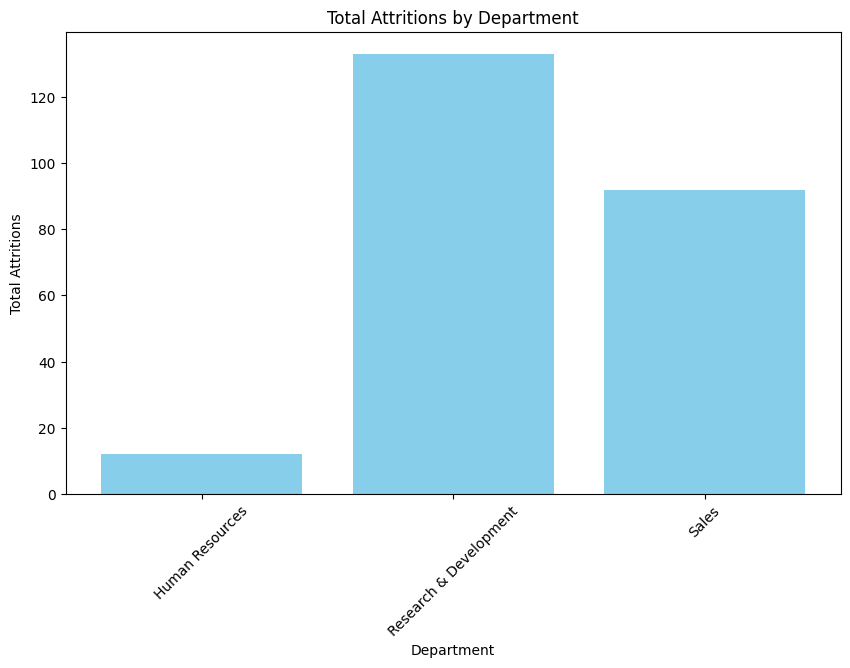 Total Attritions by Department
Total Attritions
120
100
80
60
40
20
0
Human Resources
Research & Development
Sales
Department